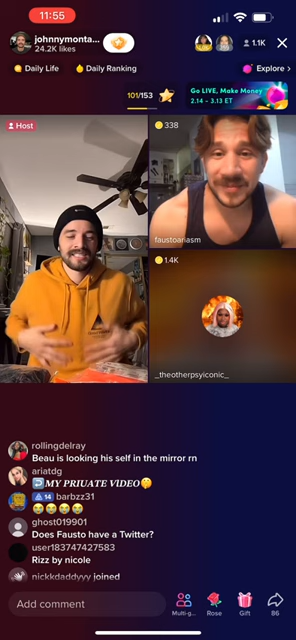 11:55
johnnymonta...
24.2K likes
1.1K
Daily Life
Daily Ranking
Explore >
101/153
Go LIVE, Make Money
2.14 - 3.13 ET
Host
338
faustoariasm
1.4K
_theotherpsyiconic_
rollingdelray
Beau is looking his self in the mirror rn
ariatdg
MY PRIUATE VIDEO
14 barbzz31
ghost019901
Does Fausto have a Twitter?
user183747427583
Rizz by nicole
nickkdaddyyy joined
Add comment
Multi-g...
Rose
Gift
86